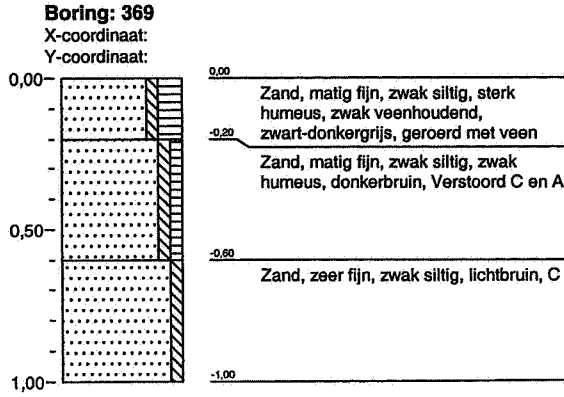 Boring: 369
X-coordinaat:
Y-coordinaat:
0,00
0,00
Zand, matig fijn, zwak siltig, sterk
humeus, zwak veenhoudend,
zwart-donkergrijs, geroerd met veen
-0,20
Zand, matig fijn, zwak siltig, zwak
humeus, donkerbruin, Verstoord C en A
0,50
-0,60
Zand, zeer fijn, zwak siltig, lichtbruin, C
1,00
-1,00